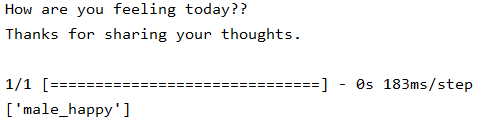 How are you feeling today??
Thanks for sharing your thoughts.
1/1 [==============================] - 0s 183ms/step
['male_happy']